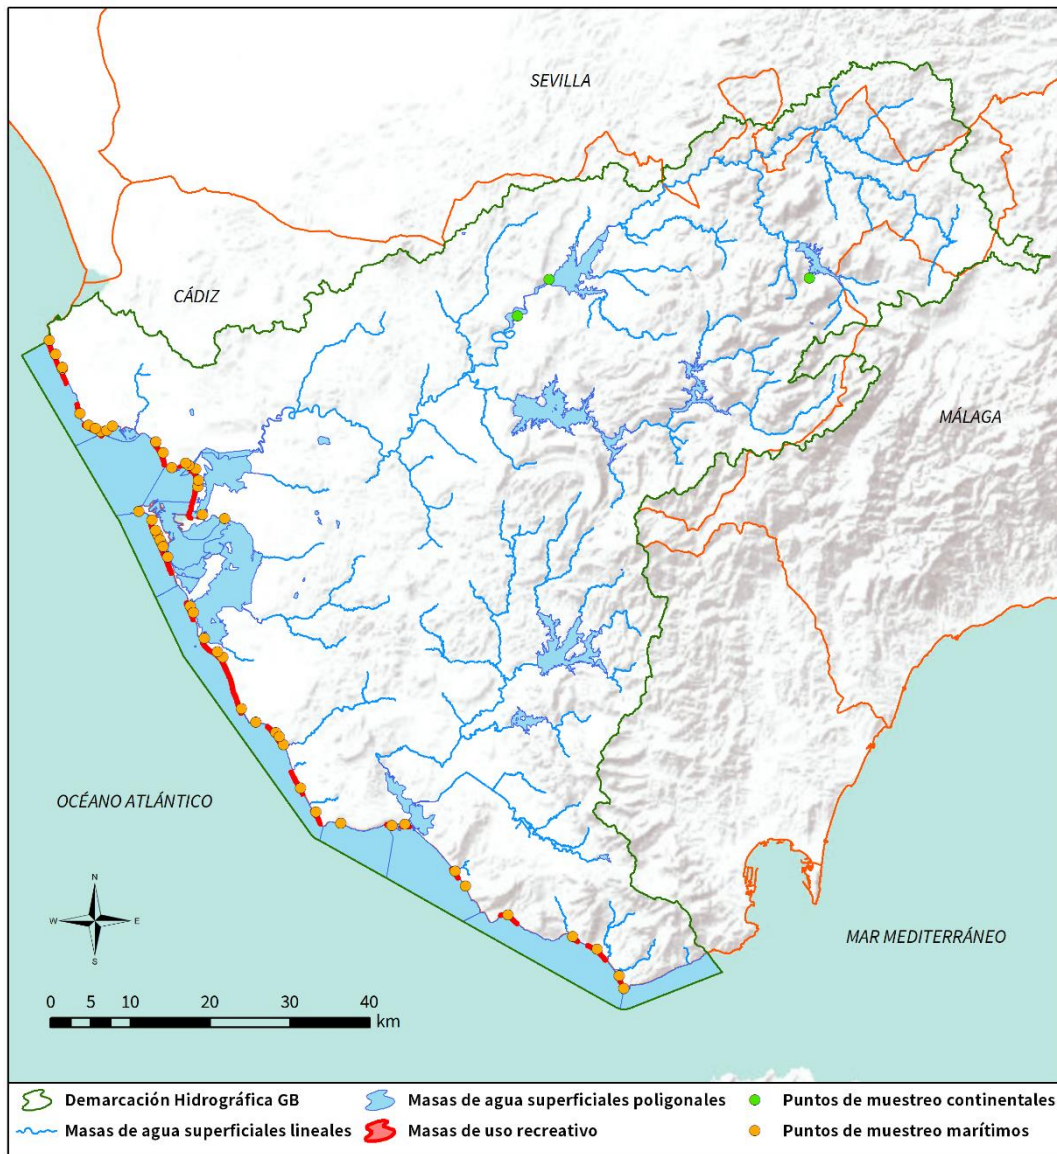 SEVILLA
CÁDIZ
MÁLAGA
OCÉANO ATLÁNTICO
N
W E
S
MAR MEDITERRÁNEO
0 5 10 20 30 40
km
Demarcación Hidrográfica GB
Masas de agua superficiales poligonales
Puntos de muestreo continentales
Masas de agua superficiales lineales
Masas de uso recreativo
Puntos de muestreo marítimos